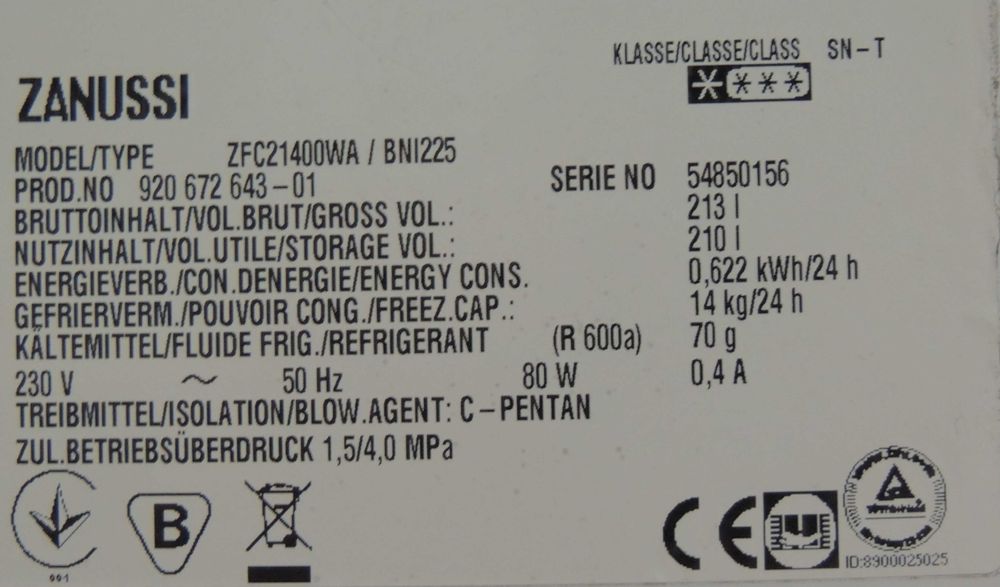 KLASSE/CLASSE/CLASS SN-T
ZANUSSI
MODEL/TYPE ZFC21400WA / BNI225
PROD.NO 920 672 643-01 SERIE NO 54850156
BRUTTOINHALT/VOL.BRUT/GROSS VOL.: 213 l
NUTZINHALT/VOL.UTILE/STORAGE VOL.: 210 l
ENERGIEVERB./CON.DENERGIE/ENERGY CONS. 0,622 kWh/24 h
GEFRIERVERM./POUVOIR CONG./FREEZ.CAP.: 14 kg/24 h
KÄLTEMITTEL/FLUIDE FRIG./REFRIGERANT (R 600a) 70 g
230 V ~ 50 Hz 80 W 0,4 A
TREIBMITTEL/ISOLATION/BLOW.AGENT: C-PENTAN
ZUL.BETRIEBSÜBERDRUCK 1,5/4,0 MPa
001
B
CE
ID:8900025025